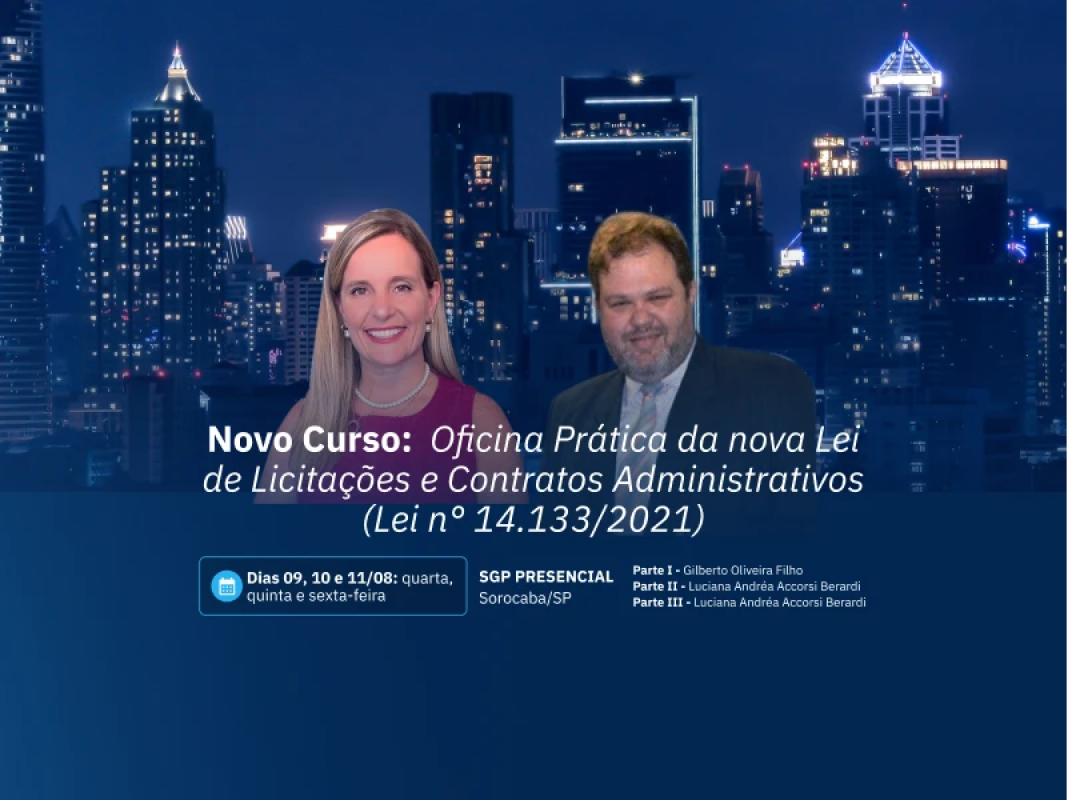 Novo Curso: Oficina Prática da nova Lei
de Licitações e Contratos Administrativos
(Lei nº 14.133/2021)
Dias 09, 10 e 11/08: quarta,
quinta e sexta-feira
SGP PRESENCIAL
Sorocaba/SP
Parte I - Gilberto Oliveira Filho
Parte II - Luciana Andréa Accorsi Berardi
Parte III - Luciana Andréa Accorsi Berardi